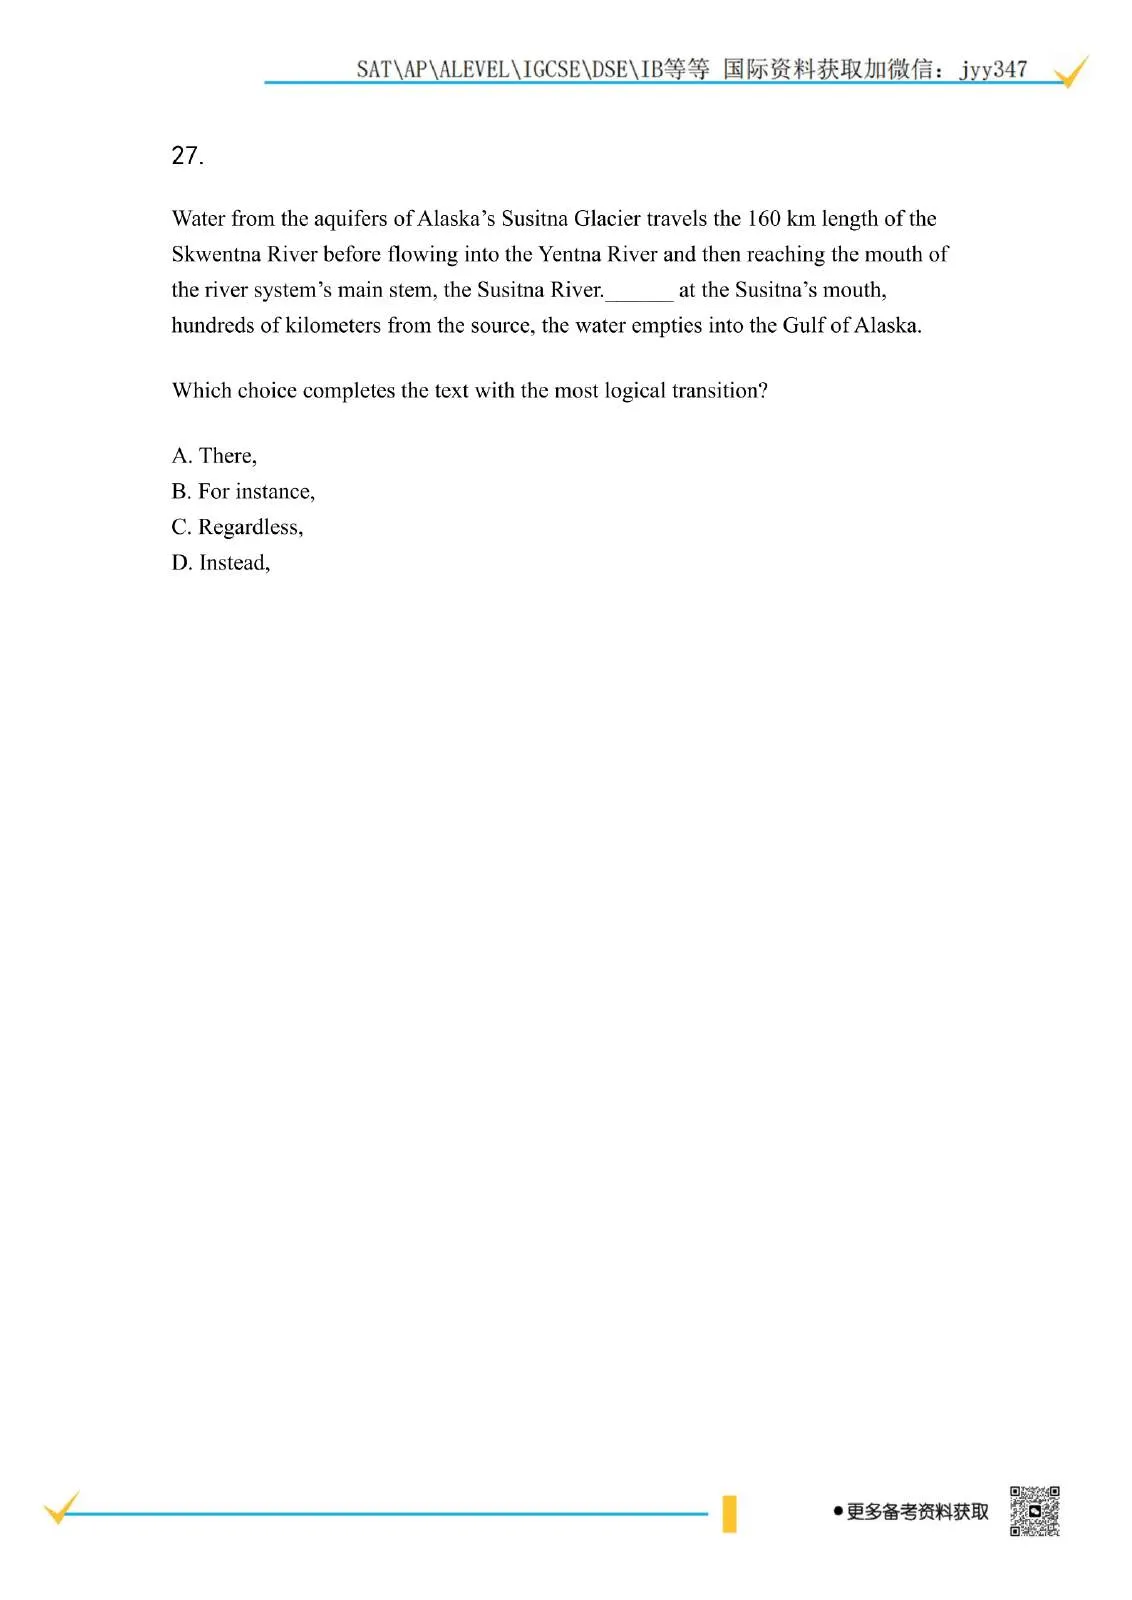 SAT\AP\ALEVEL\IGCSE\DSE\IB等等 国际资料获取加微信：jyy347
27.
Water from the aquifers of Alaska’s Susitna Glacier travels the 160 km length of the
Skwentna River before flowing into the Yentna River and then reaching the mouth of
the river system’s main stem, the Susitna River.______ at the Susitna’s mouth,
hundreds of kilometers from the source, the water empties into the Gulf of Alaska.
Which choice completes the text with the most logical transition?
A. There,
B. For instance,
C. Regardless,
D. Instead,
●更多备考资料获取